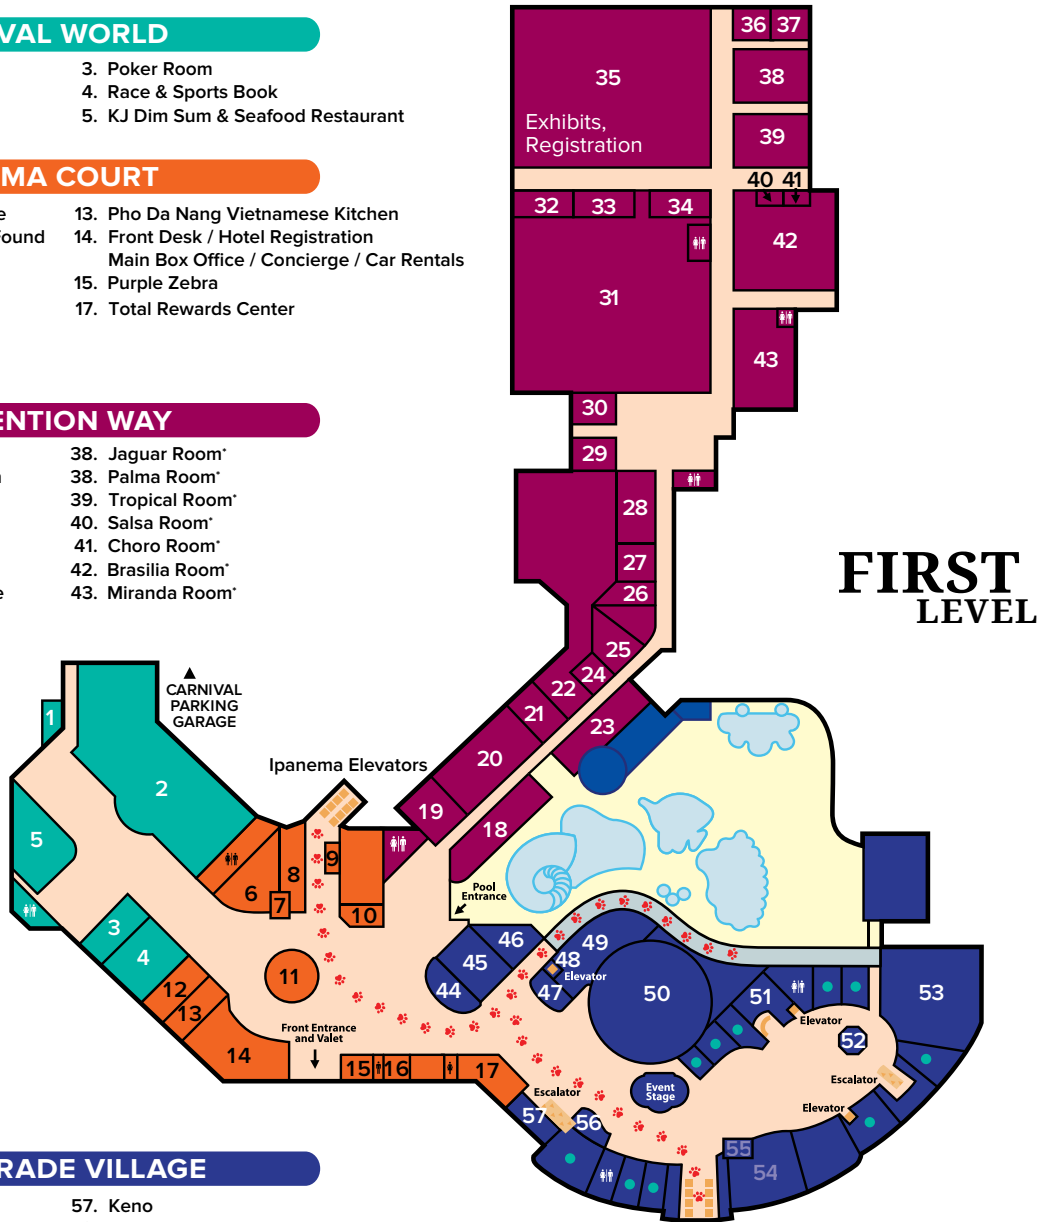 VAL WORLD
3. Poker Room
4. Race & Sports Book
5. KJ Dim Sum & Seafood Restaurant
MA COURT
e
ound
13. Pho Da Nang Vietnamese Kitchen
14. Front Desk / Hotel Registration
Main Box Office / Concierge / Car Rentals
15. Purple Zebra
17. Total Rewards Center
ENTION WAY
38. Jaguar Room*
38. Palma Room*
39. Tropical Room*
40. Salsa Room*
41. Choro Room*
42. Brasilia Room*
e
43. Miranda Room*
RADE VILLAGE
57. Keno
36 37
35
38
Exhibits,
Registration
39
40 41
32 33 34
42
31
43
30
29
28
27
26
25
24
22
21
23
20
19
18
FIRST
LEVEL
CARNIVAL
PARKING
GARAGE
1
2
Ipanema Elevators
5
8
9
6
7
10
3
4
11
12
13
14
Front Entrance
and Valet
15 16
17
Pool
Entrance
46
45
44
49
48
Elevator
47
50
51
53
Elevator
52
Escalator
Elevator
Event
Stage
Escalator
57
56
55
54